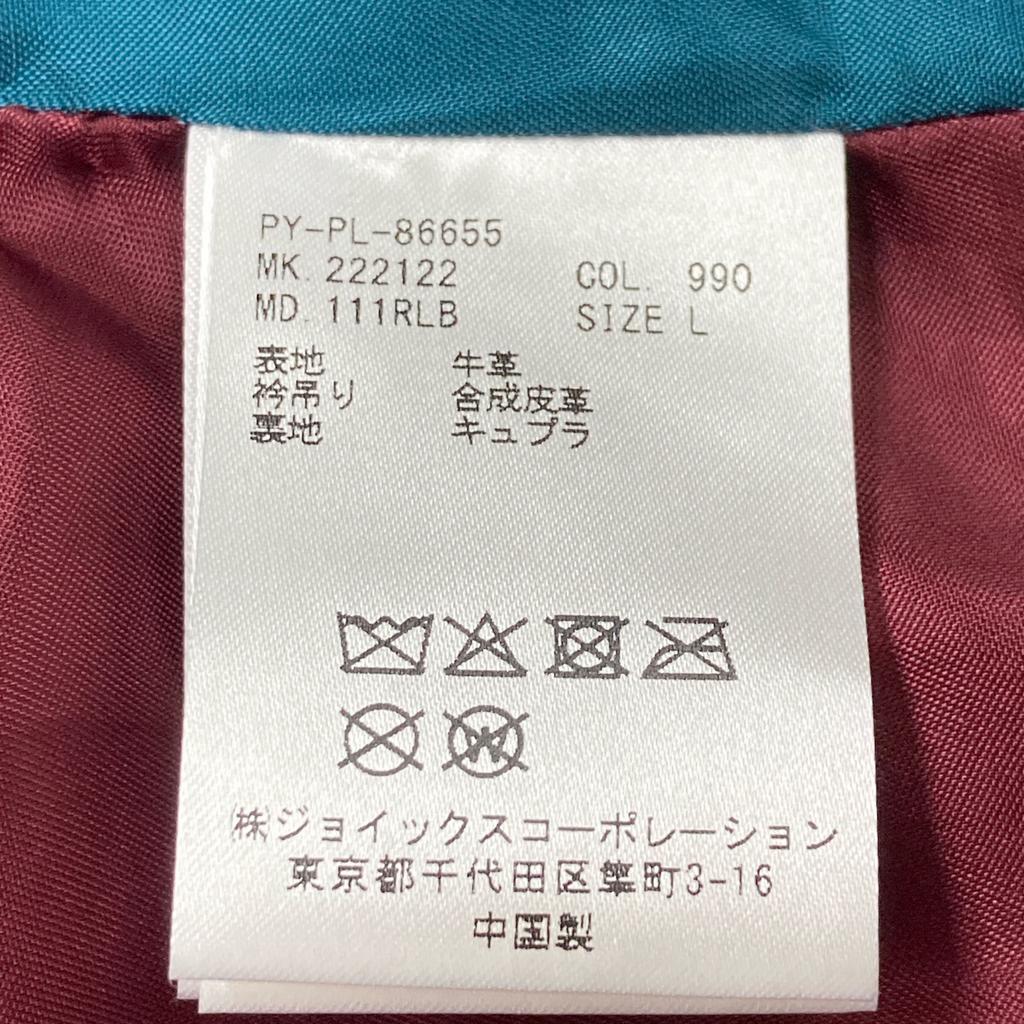 PY-PL-86655
MK. 222122 COL. 990
MD. 111RLB SIZE L
表地 牛革
衿吊り 合成皮革
裏地 キュプラ
W
㈱ジョイックスコーポレーション
東京都千代田区隼町3-16
中国製